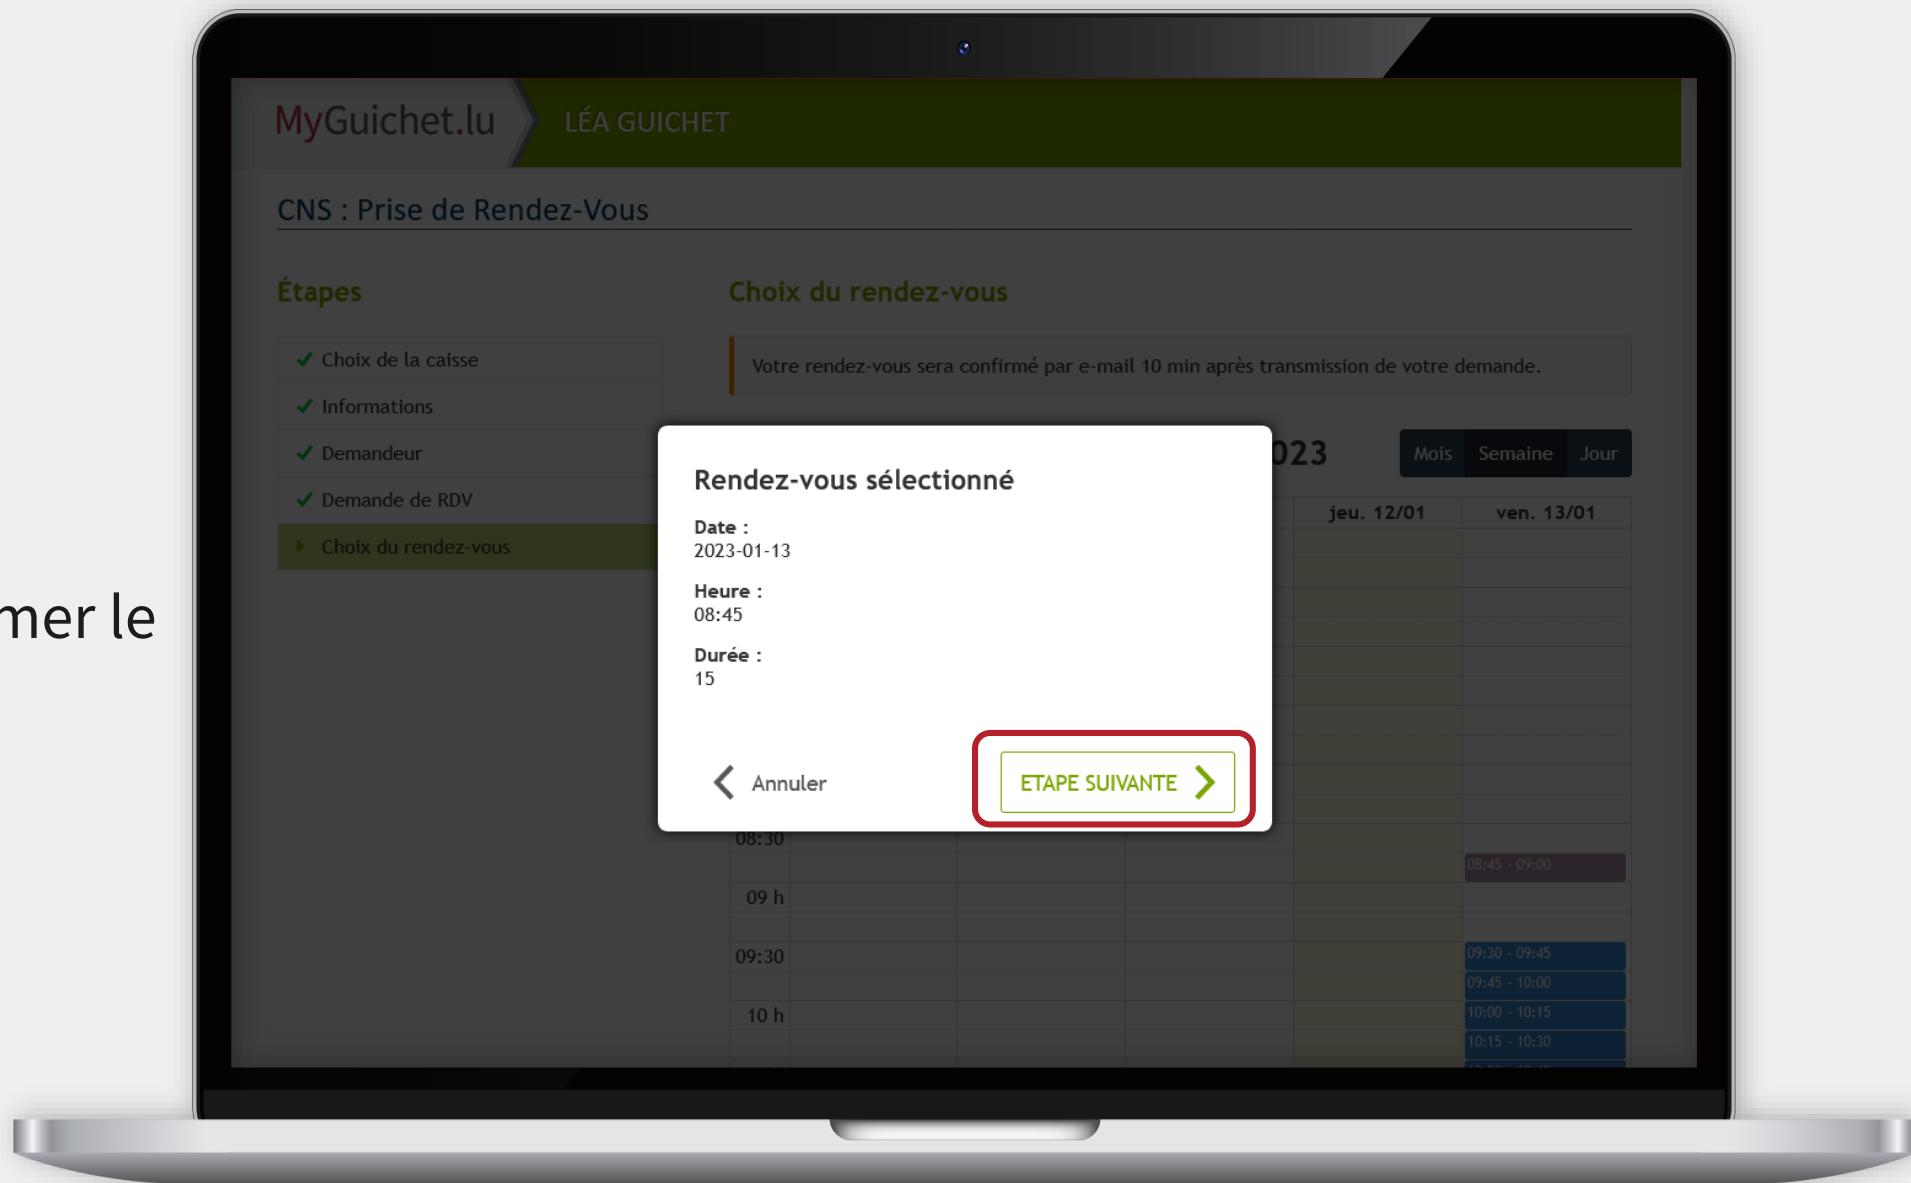 MyGuichet.lu
LÉA GUICHET
CNS : Prise de Rendez-Vous
Étapes
Choix de la caisse
Informations
Demandeur
Demande de RDV
Choix du rendez-vous
Choix du rendez-vous
Votre rendez-vous sera confirmé par e-mail 10 min après transmission de votre demande.
Mois Semaine Jour
jeu. 12/01 ven. 13/01
mer le
Rendez-vous sélectionné
Date :
2023-01-13
Heure :
08:45
Durée :
15
Annuler
ETAPE SUIVANTE
08:30
08:45 - 09:00
09 h
09:30
09:30 - 09:45
09:45 - 10:00
10 h
10:00 - 10:15
10:15 - 10:30